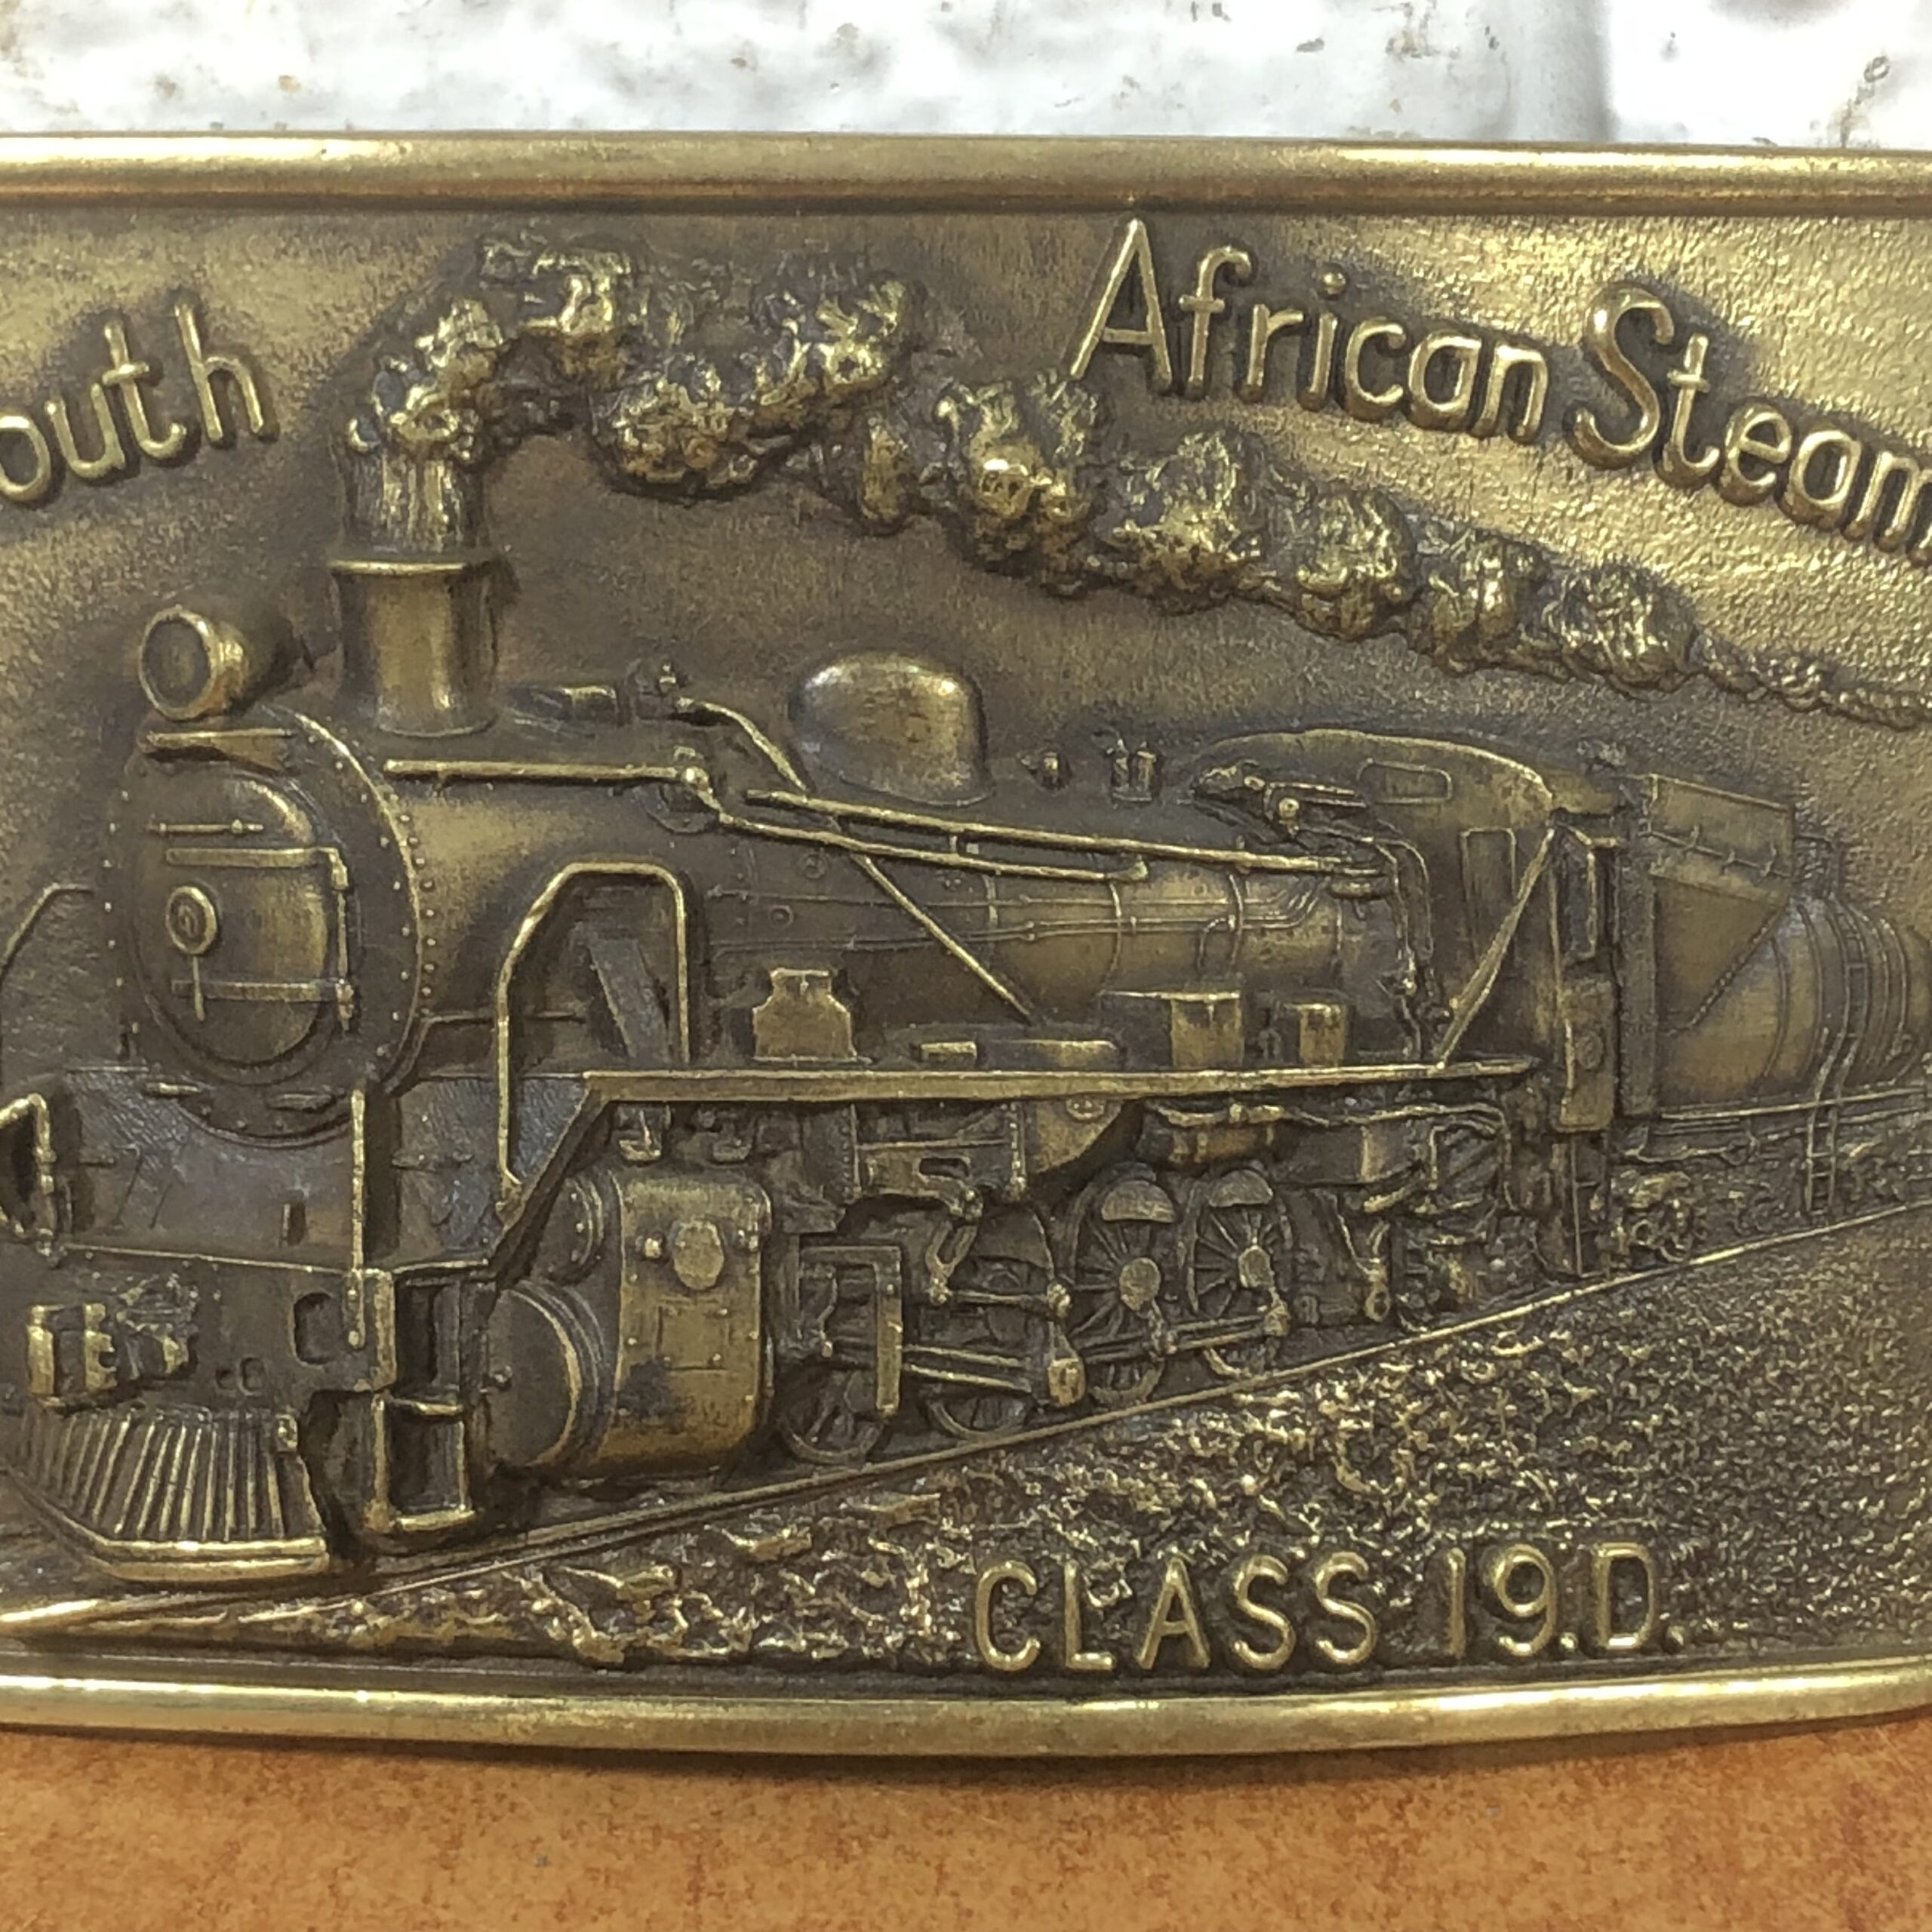 outh African Steam
CLASS 19.D.